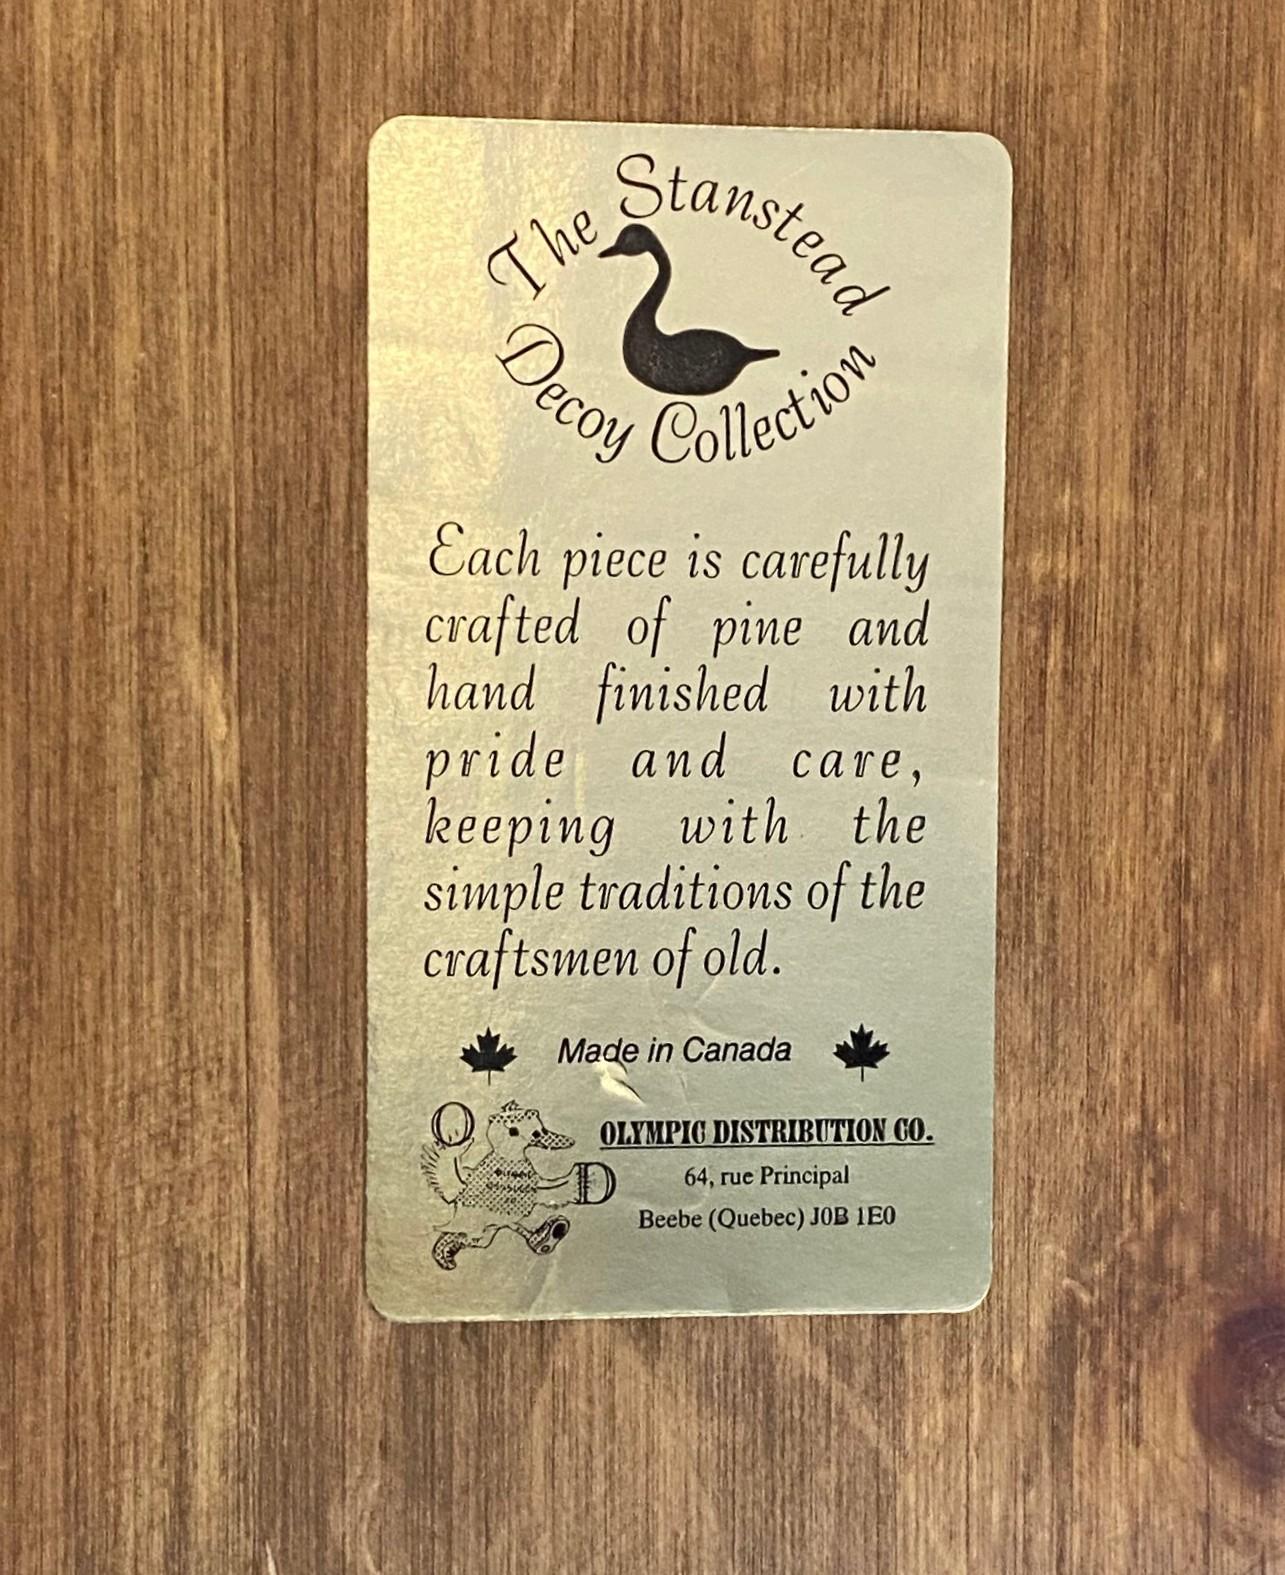 The Stanstead
Decoy Collection
Each piece is carefully
crafted of pine and
hand finished with
pride and care,
keeping with the
simple traditions of the
craftsmen of old.
Made in Canada
O
D
OLYMPIC DISTRIBUTION CO.
64, rue Principal
Beebe (Quebec) J0B 1E0